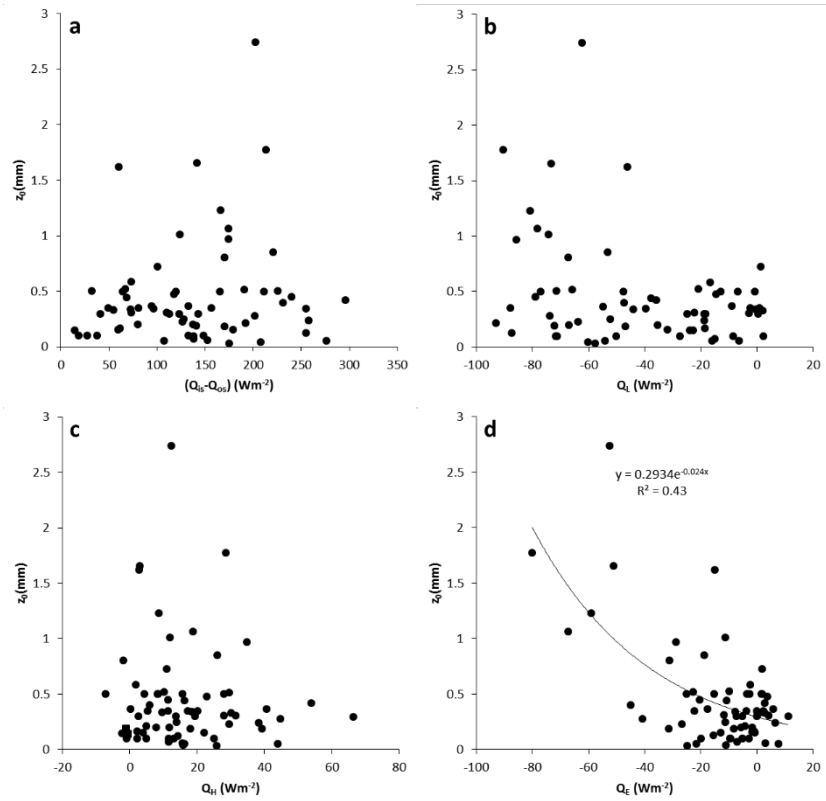 a
3
2.5
2
1.5
1
0.5
0
z₀(mm)
0 50 100 150 200 250 300 350
(Qis-Qos) (Wm⁻²)
b
3
2.5
2
1.5
1
0.5
0
z₀(mm)
-100 -80 -60 -40 -20 0 20
QL (Wm⁻²)
c
3
2.5
2
1.5
1
0.5
0
z₀(mm)
-20 0 20 40 60 80
QH (Wm⁻²)
d
3
2.5
2
1.5
1
0.5
0
z₀(mm)
y = 0.2934e⁻⁰·⁰²⁴ˣ
R² = 0.43
-100 -80 -60 -40 -20 0 20
QE (Wm⁻²)